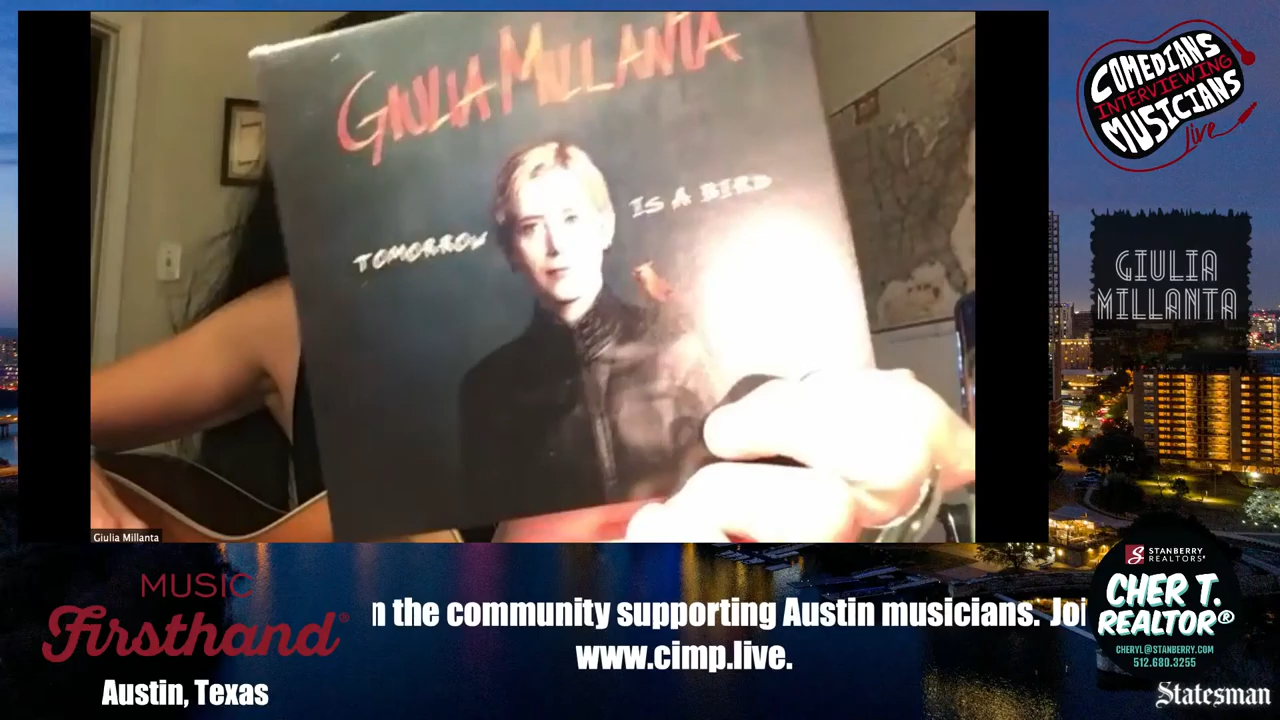 GIULIA MILLANTA
TOMORROW
IS A BIRD
Giulia Millanta
COMEDIANS
INTERVIEWING
MUSICIANS
live
GIULIA
MILLANTA
MUSIC
Firsthand®
Austin, Texas
n the community supporting Austin musicians. Joi
www.cimp.live.
S STANBERRY
REALTORS®
CHER T.
REALTOR®
CHERYL@STANBERRY.COM
512.680.3255
Statesman